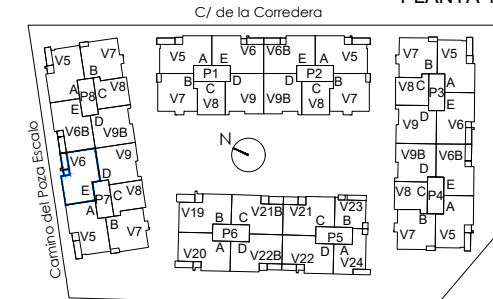 C/ de la Corredera
V5 V7 B A P8 C V8 E D V6B V9B
V6 V9 D E P7 C V8 A B V5 V7
V5 A E V6 B P1 D V7 C V8 V9
V6B A V5 E P2 B D C V9B V8 V7
V7 V5 B V8 C P3 A E D V9 V6
V9B V6B D E V8 C P4 A B V7 V5
N
V19 B C V21B P6 A D V20 V22B
V21 C B V23 P5 D A V22 V24
Camino del Poza Escalo